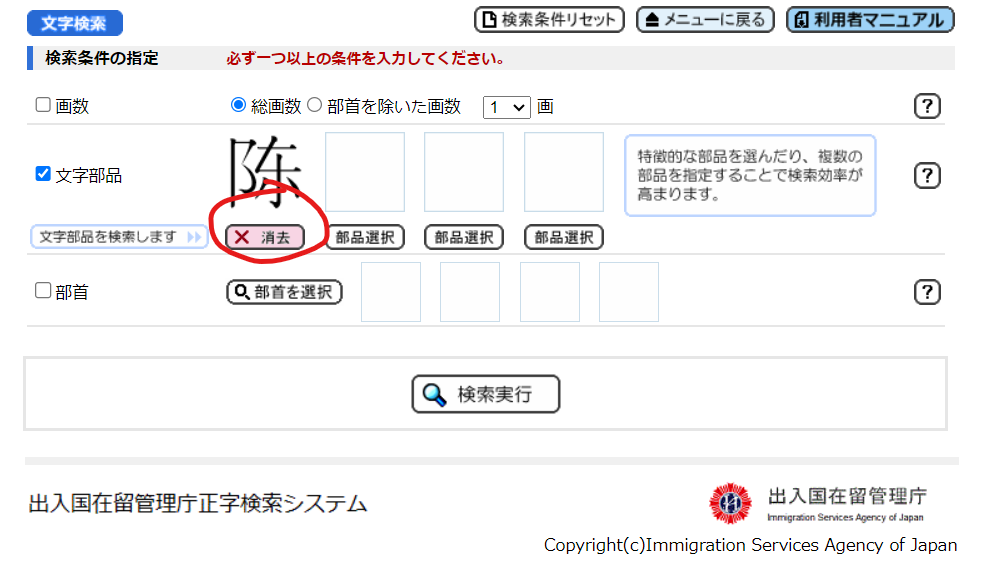 文字検索
検索条件リセット
メニューに戻る
利用者マニュアル
検索条件の指定 必ず一つ以上の条件を入力してください。
画数 総画数 部首を除いた画数 1 画 ?
文字部品 陈 ?
特徴的な部品を選んだり、複数の
部品を指定することで検索効率が
高まります。
文字部品を検索します 消去 部品選択 部品選択 部品選択
部首 部首を選択 ?
検索実行
出入国在留管理庁正字検索システム
出入国在留管理庁
Immigration Services Agency of Japan
Copyright(c)Immigration Services Agency of Japan